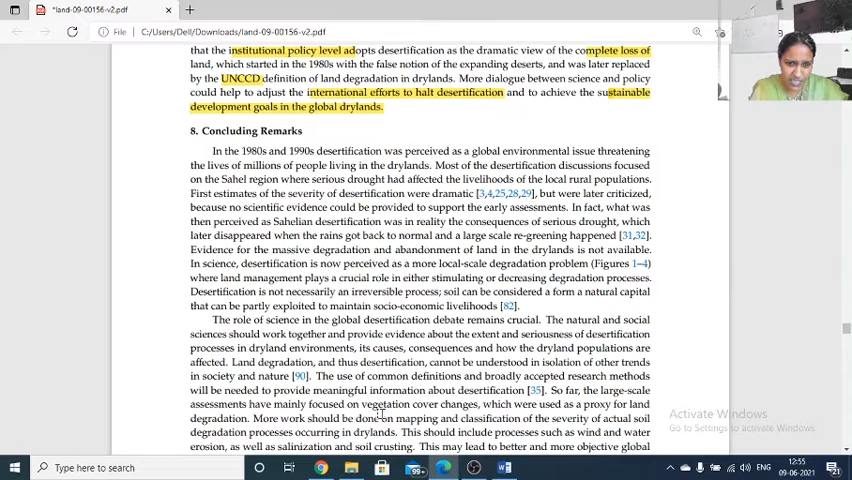 *land-09-00156-v2.pdf
File
C:/Users/Dell/Downloads/land-09-00156-v2.pdf
that the institutional policy level adopts desertification as the dramatic view of the complete loss of
land, which started in the 1980s with the false notion of the expanding deserts, and was later replaced
by the UNCCD definition of land degradation in drylands. More dialogue between science and policy
could help to adjust the international efforts to halt desertification and to achieve the sustainable
development goals in the global drylands.
8. Concluding Remarks
In the 1980s and 1990s desertification was perceived as a global environmental issue threatening
the lives of millions of people living in the drylands. Most of the desertification discussions focused
on the Sahel region where serious drought had affected the livelihoods of the local rural populations.
First estimates of the severity of desertification were dramatic [3,4,25,28,29], but were later criticized,
because no scientific evidence could be provided to support the early assessments. In fact, what was
then perceived as Sahelian desertification was in reality the consequences of serious drought, which
later disappeared when the rains got back to normal and a large scale re-greening happened [31,32].
Evidence for the massive degradation and abandonment of land in the drylands is not available.
In science, desertification is now perceived as a more local-scale degradation problem (Figures 1–4)
where land management plays a crucial role in either stimulating or decreasing degradation processes.
Desertification is not necessarily an irreversible process; soil can be considered a form a natural capital
that can be partly exploited to maintain socio-economic livelihoods [82].
The role of science in the global desertification debate remains crucial. The natural and social
sciences should work together and provide evidence about the extent and seriousness of desertification
processes in dryland environments, its causes, consequences and how the dryland populations are
affected. Land degradation, and thus desertification, cannot be understood in isolation of other trends
in society and nature [90]. The use of common definitions and broadly accepted research methods
will be needed to provide meaningful information about desertification [35]. So far, the large-scale
assessments have mainly focused on vegetation cover changes, which were used as a proxy for land
degradation. More work should be done on mapping and classification of the severity of actual soil
degradation processes occurring in drylands. This should include processes such as wind and water
erosion, as well as salinization and soil crusting. This may lead to better and more objective global
Activate Windows
Go to Settings to activate Windows.
Type here to search
99+
ENG
12:55
09-06-2021
21